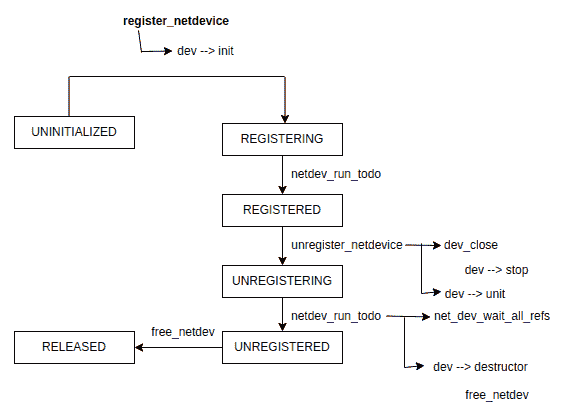 register_netdevice
dev --> init
UNINITIALIZED
REGISTERING
netdev_run_todo
REGISTERED
unregister_netdevice
dev_close
dev --> stop
UNREGISTERING
dev --> unit
netdev_run_todo
net_dev_wait_all_refs
free_netdev
RELEASED
UNREGISTERED
dev --> destructor
free_netdev